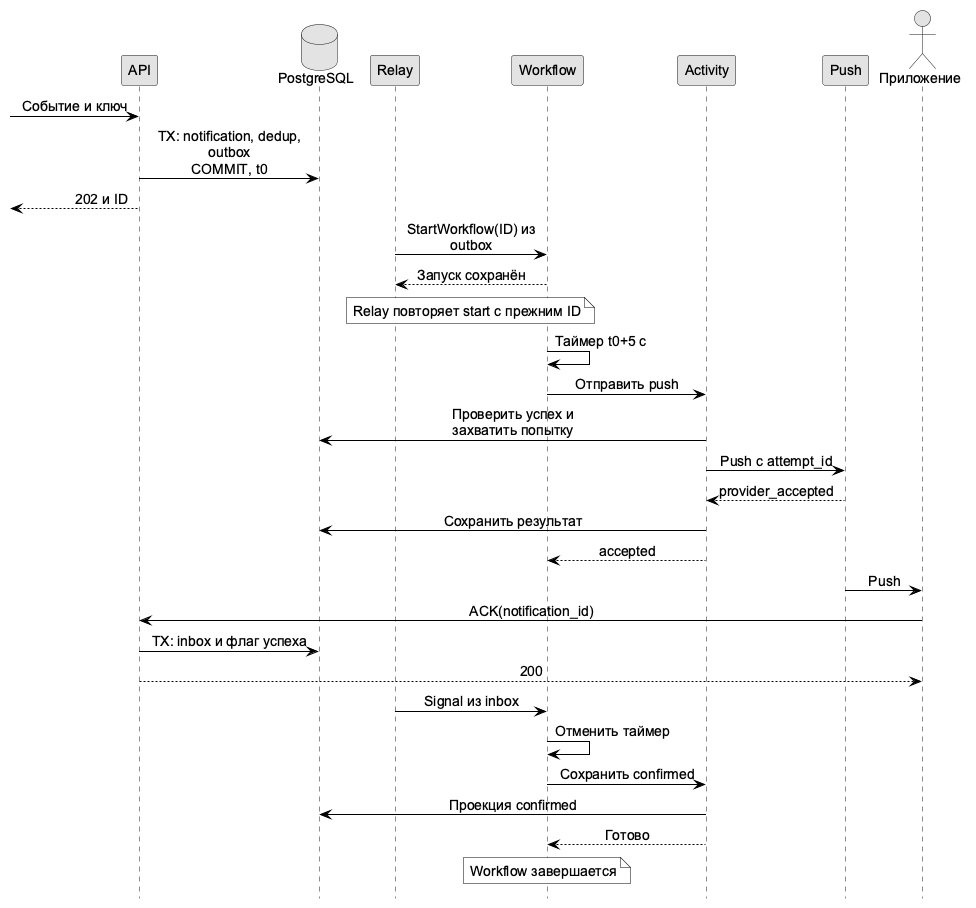 API
PostgreSQL
Relay
Workflow
Activity
Push
Приложение
Событие и ключ
TX: notification, dedup,
outbox
COMMIT, t0
202 и ID
StartWorkflow(ID) из
outbox
Запуск сохранён
Relay повторяет start с прежним ID
Таймер t0+5 с
Отправить push
Проверить успех и
захватить попытку
Push с attempt_id
provider_accepted
Сохранить результат
accepted
Push
ACK(notification_id)
TX: inbox и флаг успеха
200
Signal из inbox
Отменить таймер
Сохранить confirmed
Проекция confirmed
Готово
Workflow завершается